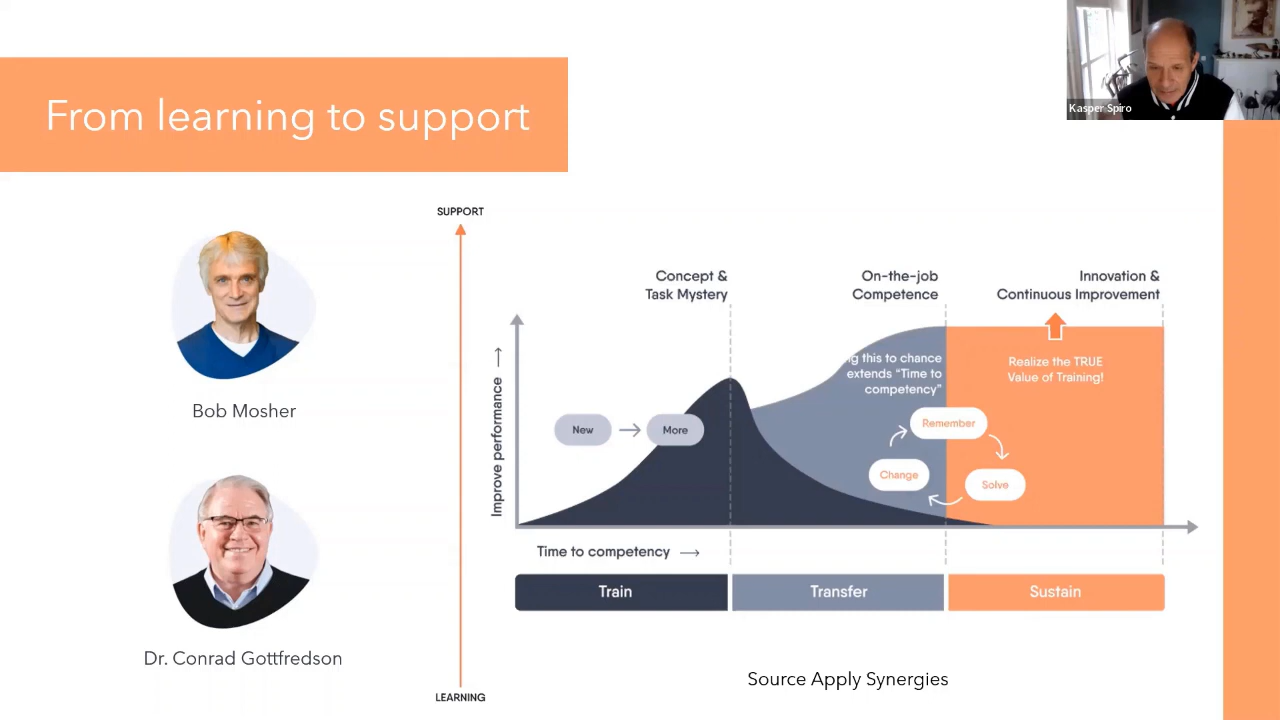 From learning to support
Kasper Spiro
SUPPORT
Bob Mosher
Dr. Conrad Gottfredson
LEARNING
Concept &
Task Mystery
On-the-job
Competence
Innovation &
Continuous Improvement
Improve performance →
New → More
g this to chance
extends “Time to
competency”
Realize the TRUE
Value of Training!
Remember
Change
Solve
Time to competency →
Train
Transfer
Sustain
Source Apply Synergies